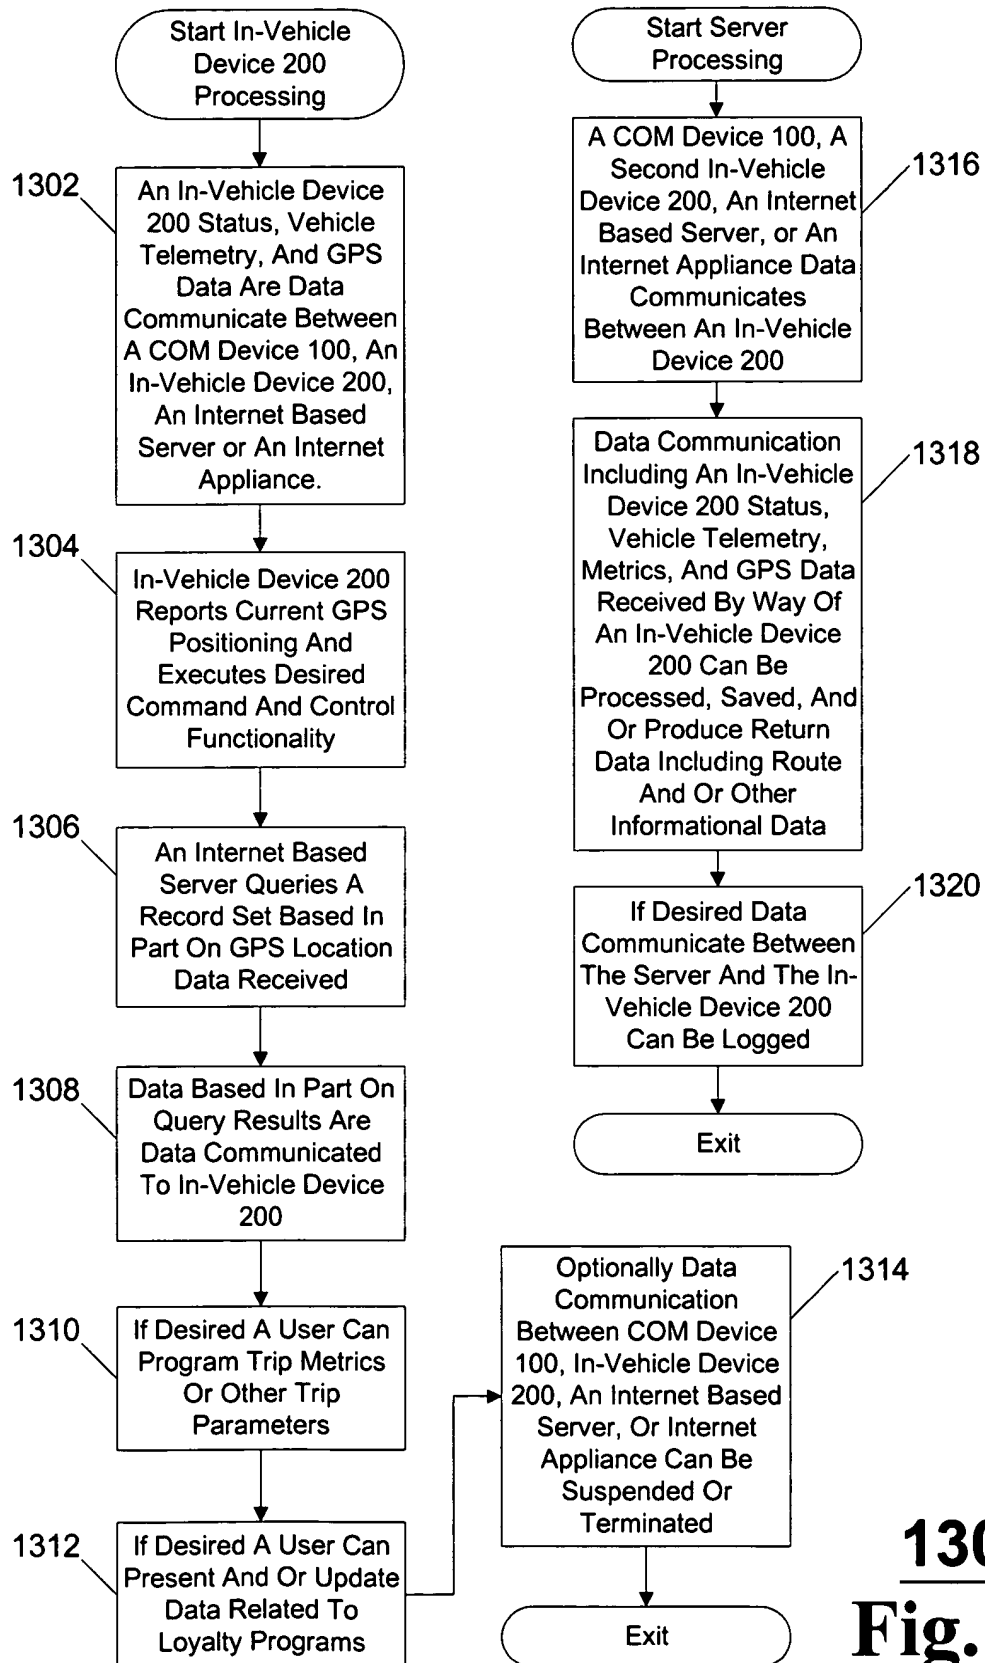 Start In-Vehicle
Device 200
Processing
1302
An In-Vehicle Device
200 Status, Vehicle
Telemetry, And GPS
Data Are Data
Communicate Between
A COM Device 100, An
In-Vehicle Device 200,
An Internet Based
Server or An Internet
Appliance.
1304
In-Vehicle Device 200
Reports Current GPS
Positioning And
Executes Desired
Command And Control
Functionality
1306
An Internet Based
Server Queries A
Record Set Based In
Part On GPS Location
Data Received
1308
Data Based In Part On
Query Results Are
Data Communicated
To In-Vehicle Device
200
1310
If Desired A User Can
Program Trip Metrics
Or Other Trip
Parameters
1312
If Desired A User Can
Present And Or Update
Data Related To
Loyalty Programs
1314
Optionally Data
Communication
Between COM Device
100, In-Vehicle Device
200, An Internet Based
Server, Or Internet
Appliance Can Be
Suspended Or
Terminated
Exit
Start Server
Processing
1316
A COM Device 100, A
Second In-Vehicle
Device 200, An Internet
Based Server, or An
Internet Appliance Data
Communicates
Between An In-Vehicle
Device 200
1318
Data Communication
Including An In-Vehicle
Device 200 Status,
Vehicle Telemetry,
Metrics, And GPS Data
Received By Way Of
An In-Vehicle Device
200 Can Be
Processed, Saved, And
Or Produce Return
Data Including Route
And Or Other
Informational Data
1320
If Desired Data
Communicate Between
The Server And The In-
Vehicle Device 200
Can Be Logged
Exit
Fig.